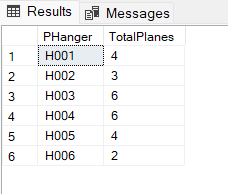 Results Messages
PHanger TotalPlanes
1 H001 4
2 H002 3
3 H003 6
4 H004 6
5 H005 4
6 H006 2